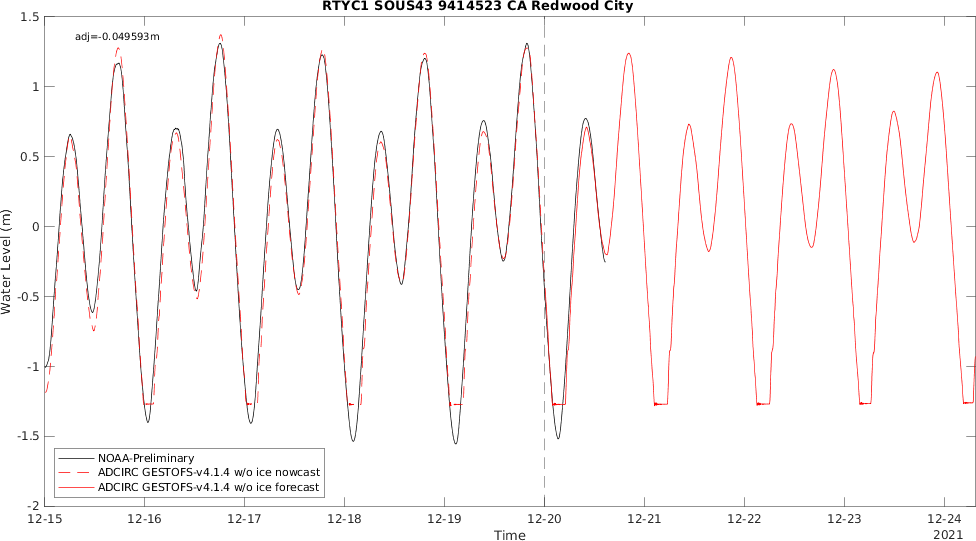 RTYC1 SOUS43 9414523 CA Redwood City
adj=-0.049593m
1.5
1
0.5
0
-0.5
-1
-1.5
-2
Water Level (m)
NOAA-Preliminary
ADCIRC GESTOFS-v4.1.4 w/o ice nowcast
ADCIRC GESTOFS-v4.1.4 w/o ice forecast
12-15 12-16 12-17 12-18 12-19 12-20 12-21 12-22 12-23 12-24
Time
2021